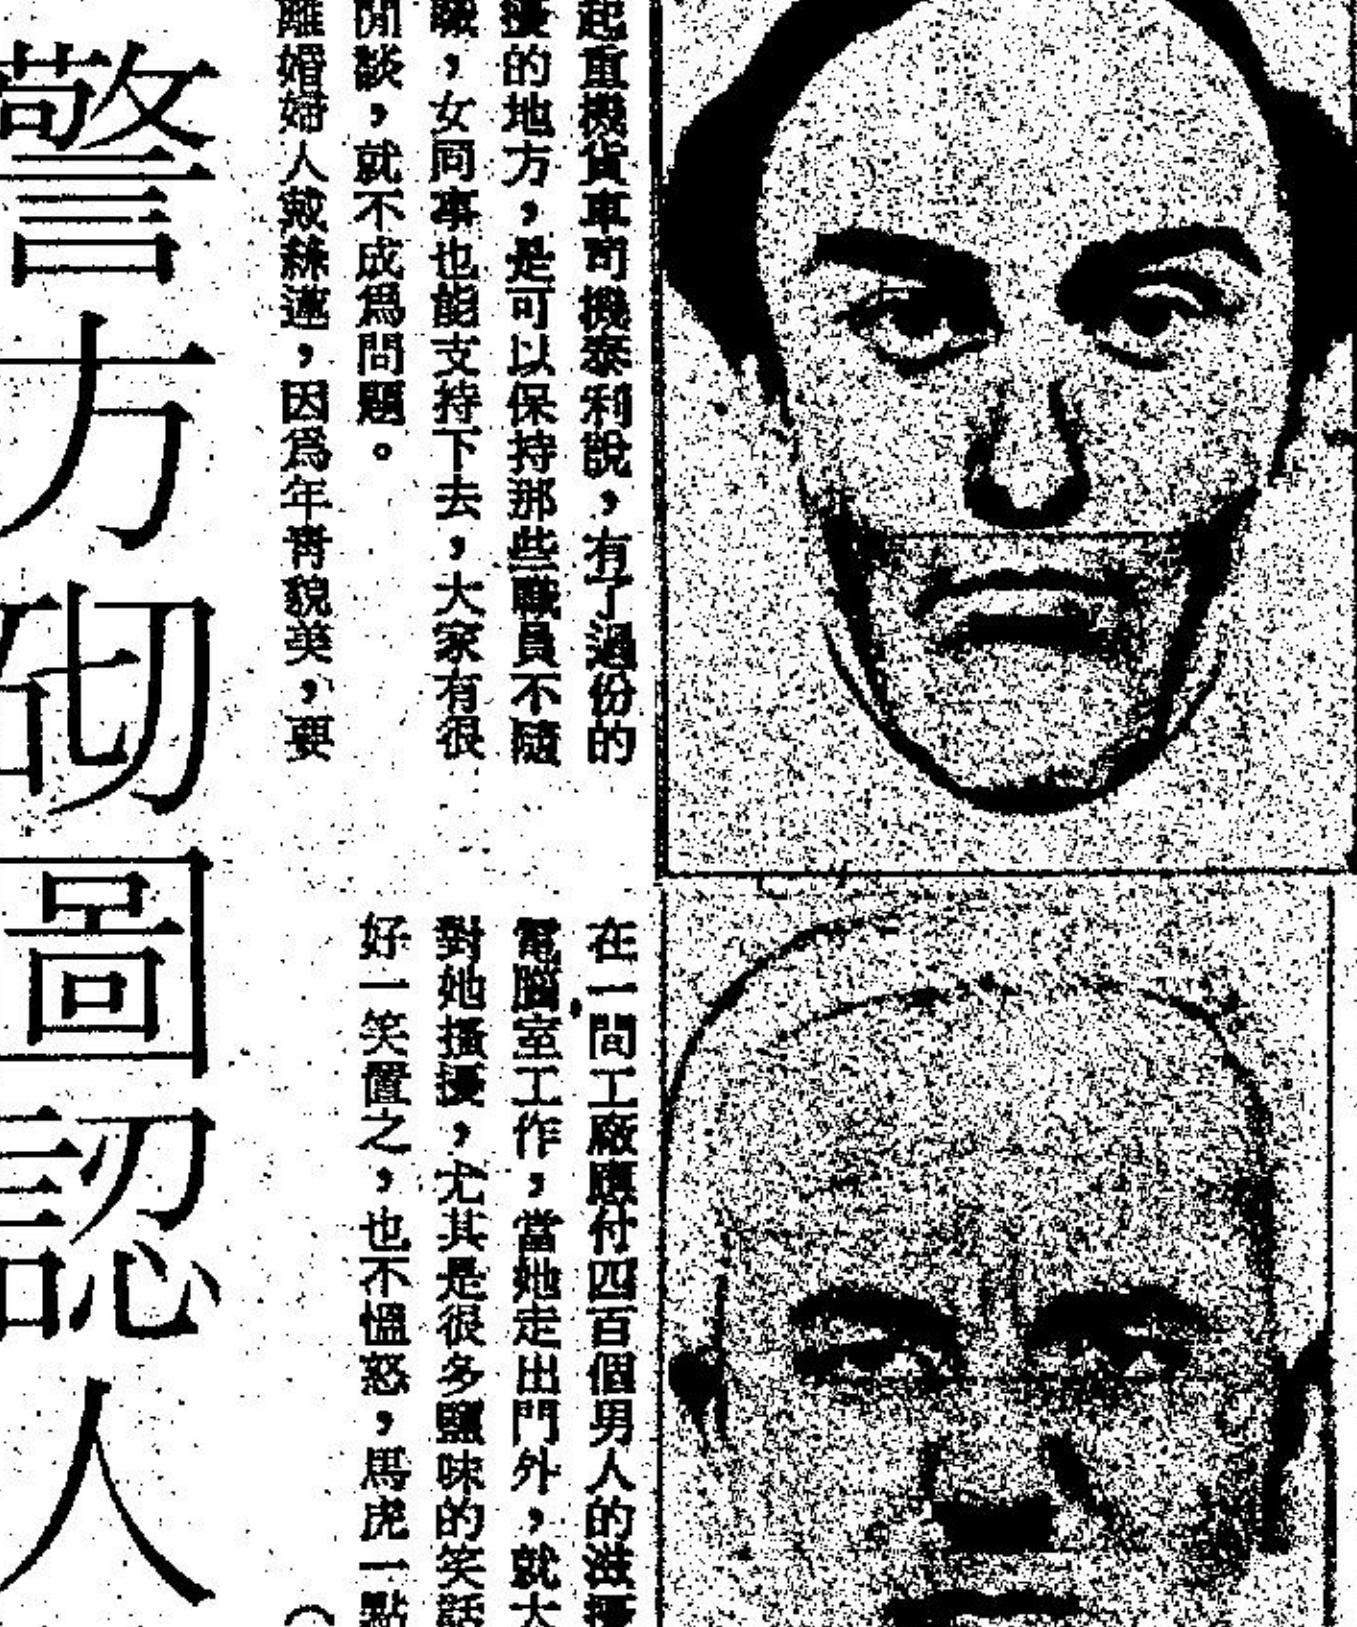 起重機貨車司機泰利說，有了過份的
擾的地方，是可以保持那些職員不隨
職，女同事也能支持下去，大家有很
閒談，就不成爲問題。
離婚婦人戴絲蓮，因爲年靑貌美，要
在一間工廠應付四百個男人的滋擾
電腦室工作，當她走出門外，就大
對她搔擾，尤其是很多鹽味的笑話
好一笑置之，也不慍怒，馬虎一點
（
警方砌圖認人